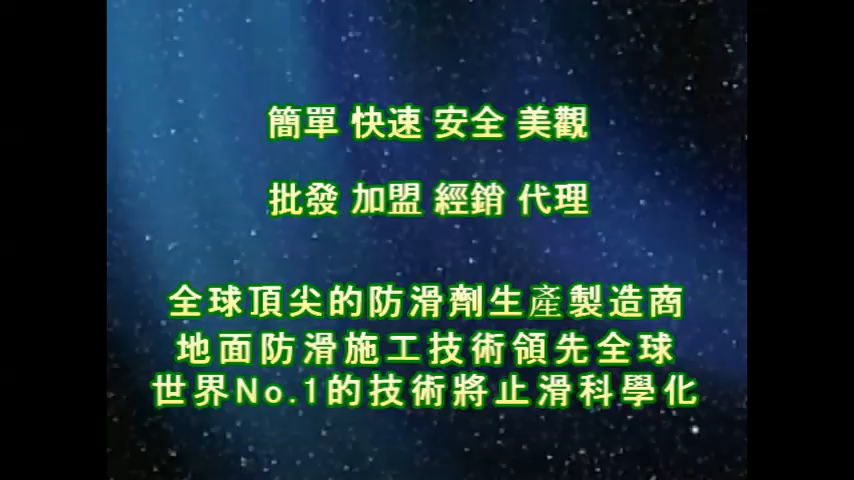 簡單 快速 安全 美觀
批發 加盟 經銷 代理
全球頂尖的防滑劑生產製造商
地面防滑施工技術領先全球
世界No.1的技術將止滑科學化